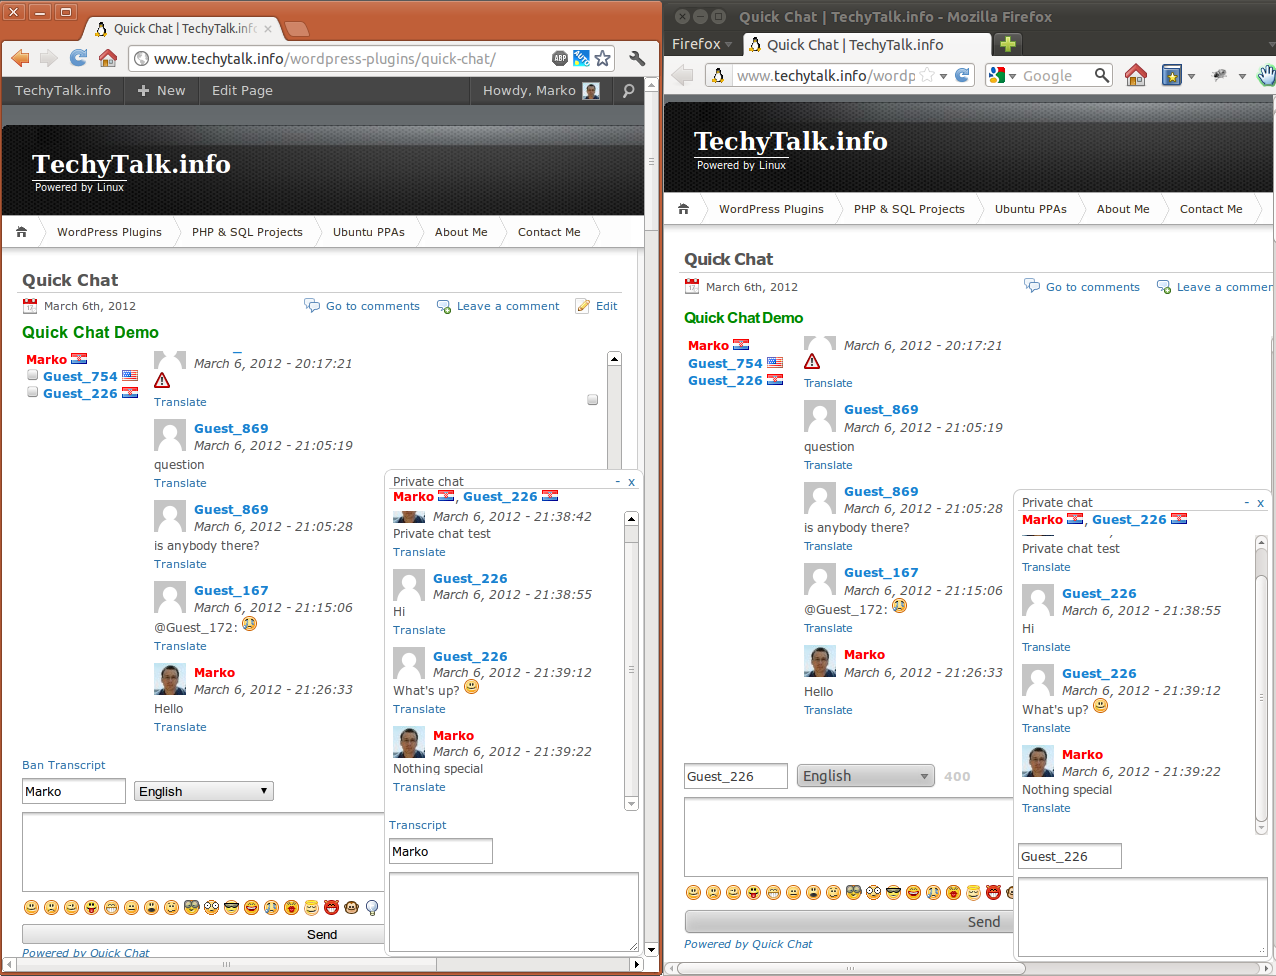 Quick Chat | TechyTalk.info
www.techytalk.info/wordpress-plugins/quick-chat/
ABP
TechyTalk.info
New
Edit Page
Howdy, Marko
TechyTalk.info
Powered by Linux
WordPress Plugins
PHP & SQL Projects
Ubuntu PPAs
About Me
Contact Me
Quick Chat
March 6th, 2012
Go to comments
Leave a comment
Edit
Quick Chat Demo
Marko
Guest_754
Guest_226
March 6, 2012 - 20:17:21
Translate
Guest_869
March 6, 2012 - 21:05:19
question
Translate
Guest_869
March 6, 2012 - 21:05:28
is anybody there?
Translate
Guest_167
March 6, 2012 - 21:15:06
@Guest_172:
Translate
Marko
March 6, 2012 - 21:26:33
Hello
Translate
Ban Transcript
Marko
English
Send
Powered by Quick Chat
Private chat
- x
Marko , Guest_226
March 6, 2012 - 21:38:42
Private chat test
Translate
Guest_226
March 6, 2012 - 21:38:55
Hi
Translate
Guest_226
March 6, 2012 - 21:39:12
What's up?
Translate
Marko
March 6, 2012 - 21:39:22
Nothing special
Translate
Transcript
Marko
Quick Chat | TechyTalk.info - Mozilla Firefox
Firefox
Quick Chat | TechyTalk.info
www.techytalk.info/wordp
Google
TechyTalk.info
Powered by Linux
WordPress Plugins
PHP & SQL Projects
Ubuntu PPAs
About Me
Contact Me
Quick Chat
March 6th, 2012
Go to comments
Leave a commen
Quick Chat Demo
Marko
Guest_754
Guest_226
March 6, 2012 - 20:17:21
Translate
Guest_869
March 6, 2012 - 21:05:19
question
Translate
Guest_869
March 6, 2012 - 21:05:28
is anybody there?
Translate
Guest_167
March 6, 2012 - 21:15:06
@Guest_172:
Translate
Marko
March 6, 2012 - 21:26:33
Hello
Translate
Guest_226
English
400
Send
Powered by Quick Chat
Private chat
- x
Marko , Guest_226
Private chat test
Translate
Guest_226
March 6, 2012 - 21:38:55
Hi
Translate
Guest_226
March 6, 2012 - 21:39:12
What's up?
Translate
Marko
March 6, 2012 - 21:39:22
Nothing special
Translate
Guest_226